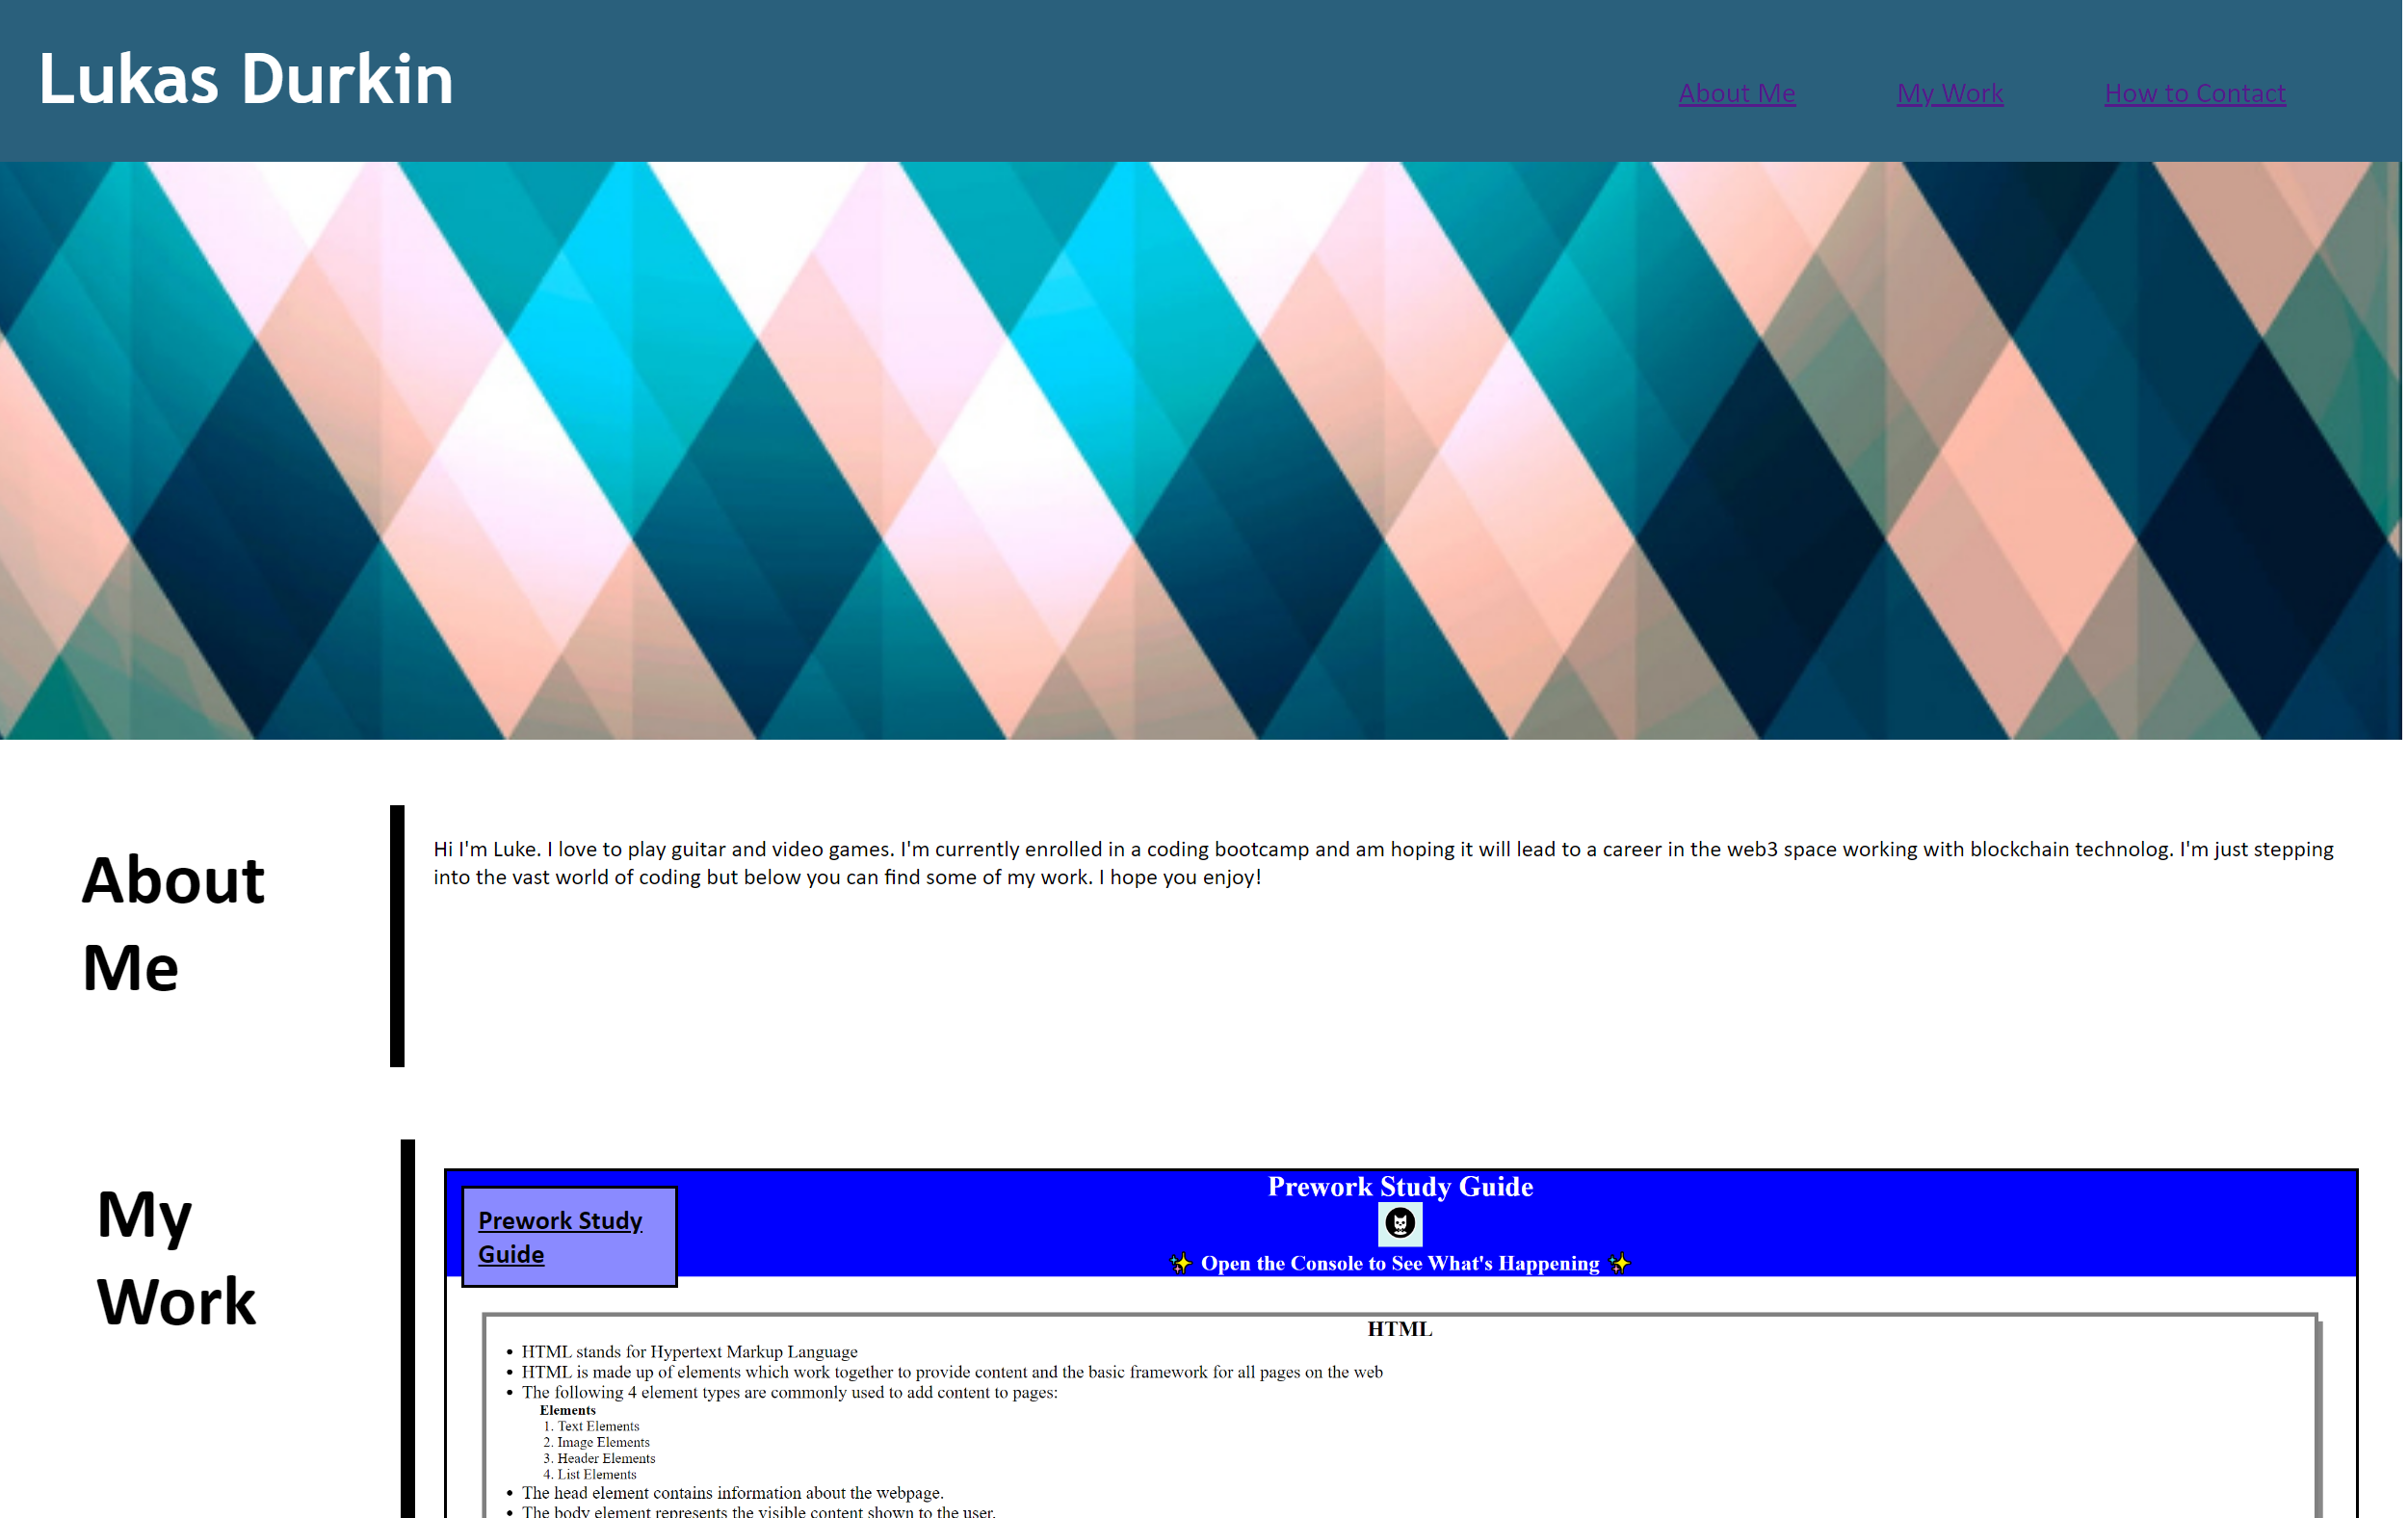 Lukas Durkin
About Me
My Work
How to Contact
About
Me
Hi I'm Luke. I love to play guitar and video games. I'm currently enrolled in a coding bootcamp and am hoping it will lead to a career in the web3 space working with blockchain technolog. I'm just stepping
into the vast world of coding but below you can find some of my work. I hope you enjoy!
My
Work
Prework Study
Guide
Prework Study Guide
✨ Open the Console to See What's Happening ✨
HTML
• HTML stands for Hypertext Markup Language
• HTML is made up of elements which work together to provide content and the basic framework for all pages on the web
• The following 4 element types are commonly used to add content to pages:
Elements
1. Text Elements
2. Image Elements
3. Header Elements
4. List Elements
• The head element contains information about the webpage.
• The body element represents the visible content shown to the user.